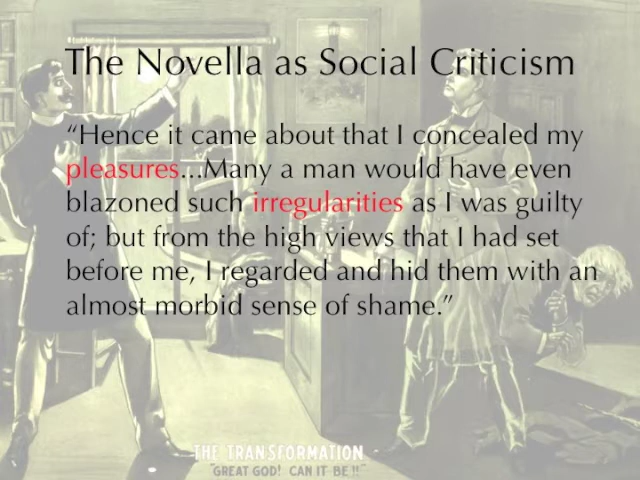 The Novella as Social Criticism
“Hence it came about that I concealed my
pleasures...Many a man would have even
blazoned such irregularities as I was guilty
of; but from the high views that I had set
before me, I regarded and hid them with an
almost morbid sense of shame.”
THE TRANSFORMATION
"GREAT GOD! CAN IT BE!!"